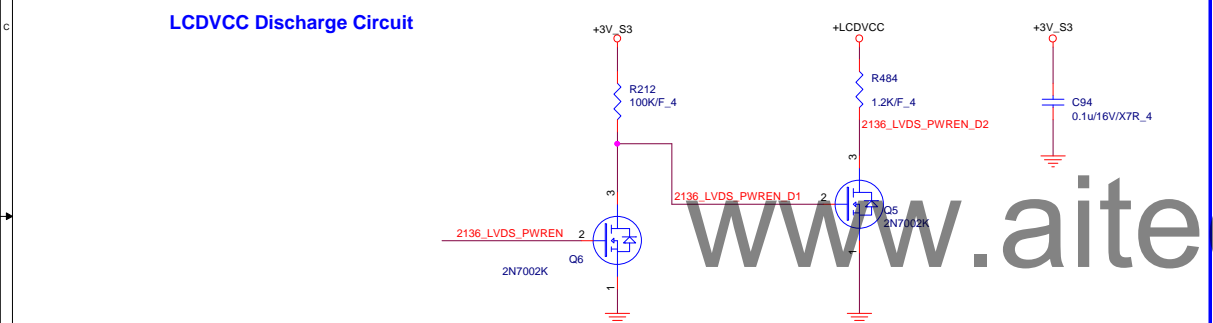 C
LCDVCC Discharge Circuit
+3V_S3
+LCDVCC
+3V_S3
R212
100K/F_4
R484
1.2K/F_4
C94
0.1u/16V/X7R_4
2136_LVDS_PWREN_D2
3
3
2136_LVDS_PWREN_D1
2
Q5
2N7002K
2136_LVDS_PWREN
2
Q6
2N7002K
1
1
www.aite